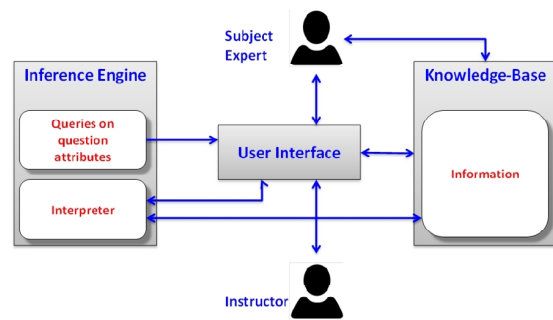 Subject
Expert
Inference Engine
Knowledge-Base
Queries on
question
attributes
User Interface
Information
Interpreter
Instructor